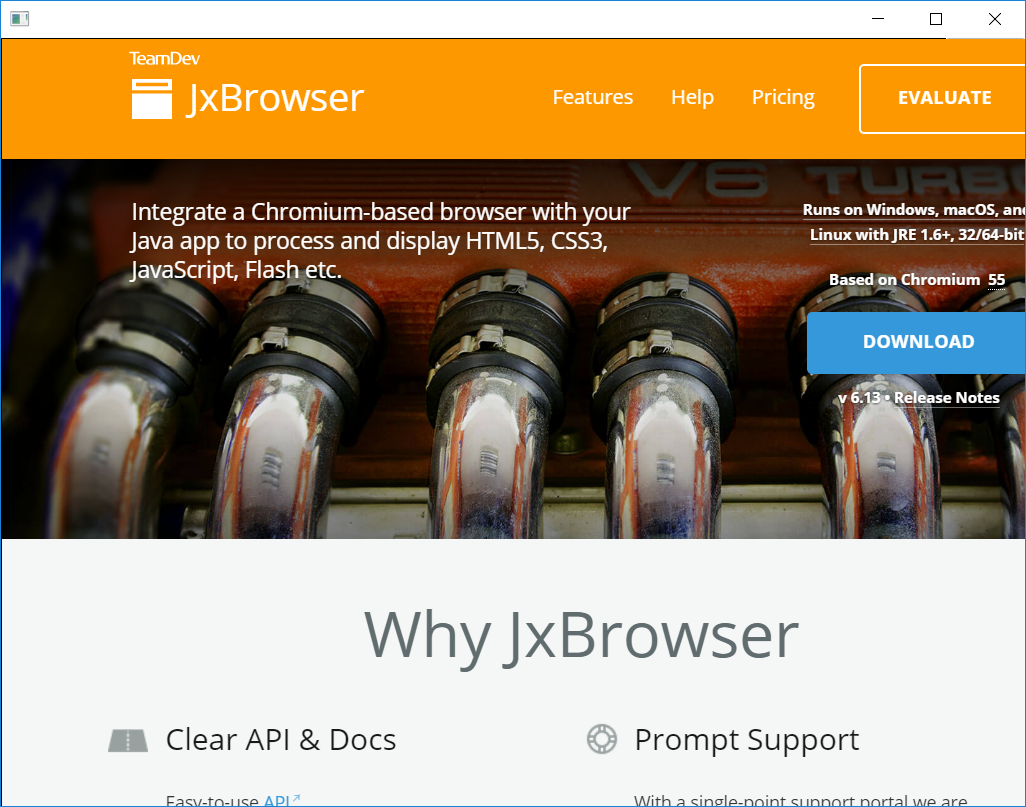 TeamDev
JxBrowser
Features Help Pricing EVALUATE
V6 TURBO
Integrate a Chromium-based browser with your
Java app to process and display HTML5, CSS3,
JavaScript, Flash etc.
Runs on Windows, macOS, and
Linux with JRE 1.6+, 32/64-bit
Based on Chromium 55
DOWNLOAD
v 6.13 • Release Notes
Why JxBrowser
Clear API & Docs
Prompt Support
Easy-to-use API
With a single-point support portal we are